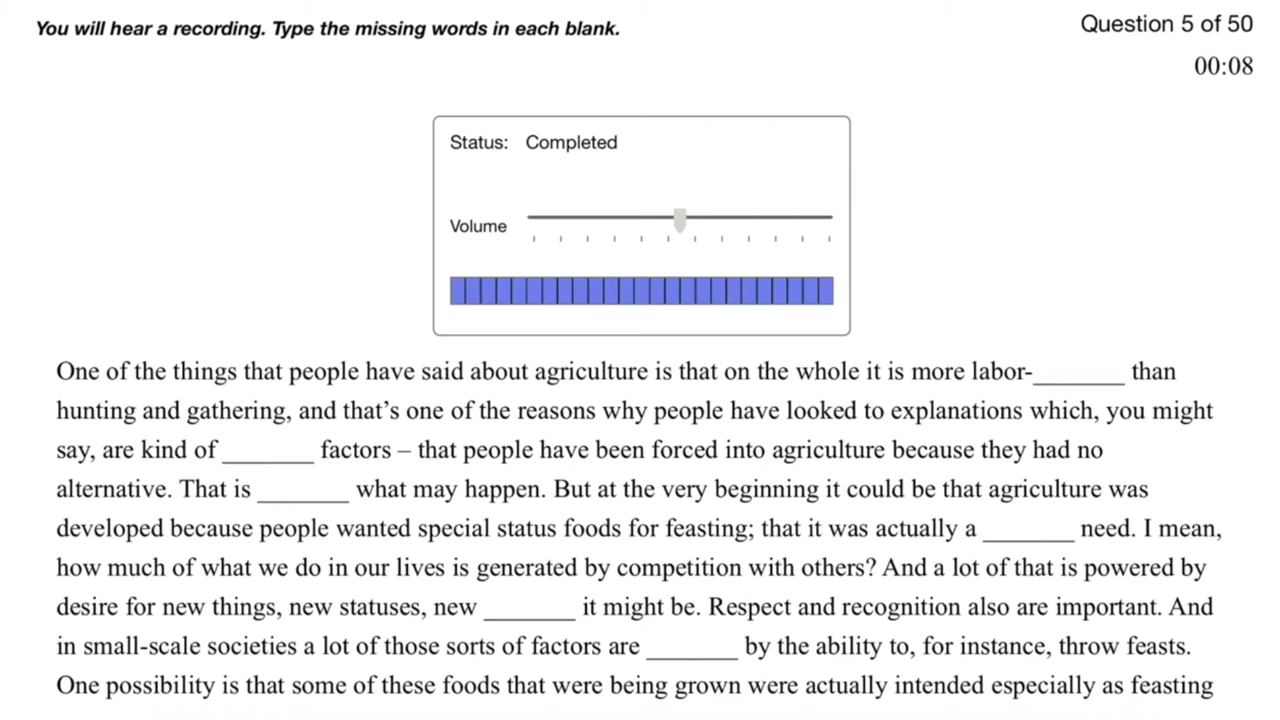 You will hear a recording. Type the missing words in each blank.
Question 5 of 50
00:08
Status: Completed
Volume
One of the things that people have said about agriculture is that on the whole it is more labor-_______ than
hunting and gathering, and that’s one of the reasons why people have looked to explanations which, you might
say, are kind of _______ factors – that people have been forced into agriculture because they had no
alternative. That is _______ what may happen. But at the very beginning it could be that agriculture was
developed because people wanted special status foods for feasting; that it was actually a _______ need. I mean,
how much of what we do in our lives is generated by competition with others? And a lot of that is powered by
desire for new things, new statuses, new _______ it might be. Respect and recognition also are important. And
in small-scale societies a lot of those sorts of factors are _______ by the ability to, for instance, throw feasts.
One possibility is that some of these foods that were being grown were actually intended especially as feasting